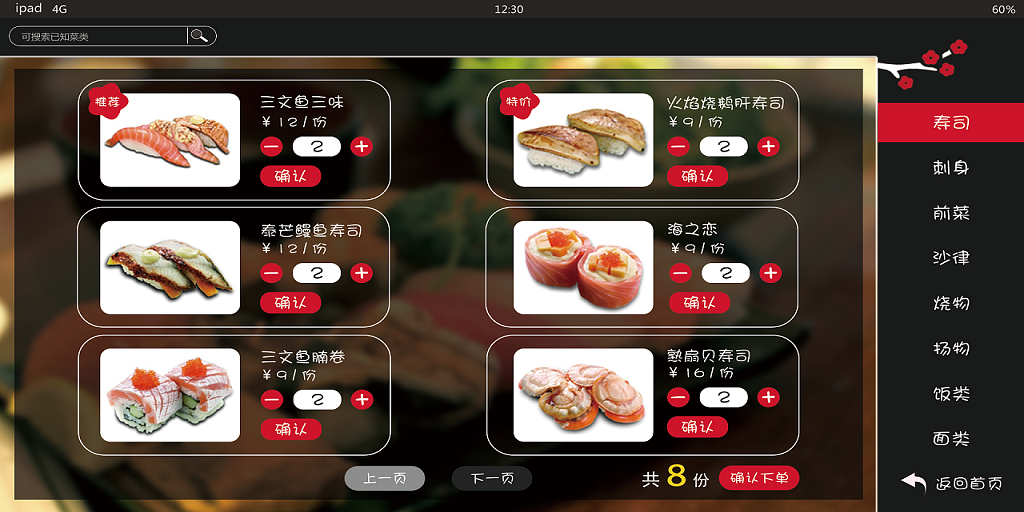 ipad 4G
12:30
60%
可搜索已知菜类
推荐
三文鱼三味
￥12/份
2
确认
特价
火焰烧鹅肝寿司
￥9/份
2
确认
泰芒鳗鱼寿司
￥12/份
2
确认
海之恋
￥9/份
2
确认
三文鱼腩卷
￥9/份
2
确认
熟扇贝寿司
￥16/份
2
确认
上一页
下一页
共8份
确认下单
寿司
刺身
前菜
沙律
烧物
扬物
饭类
面类
返回首页